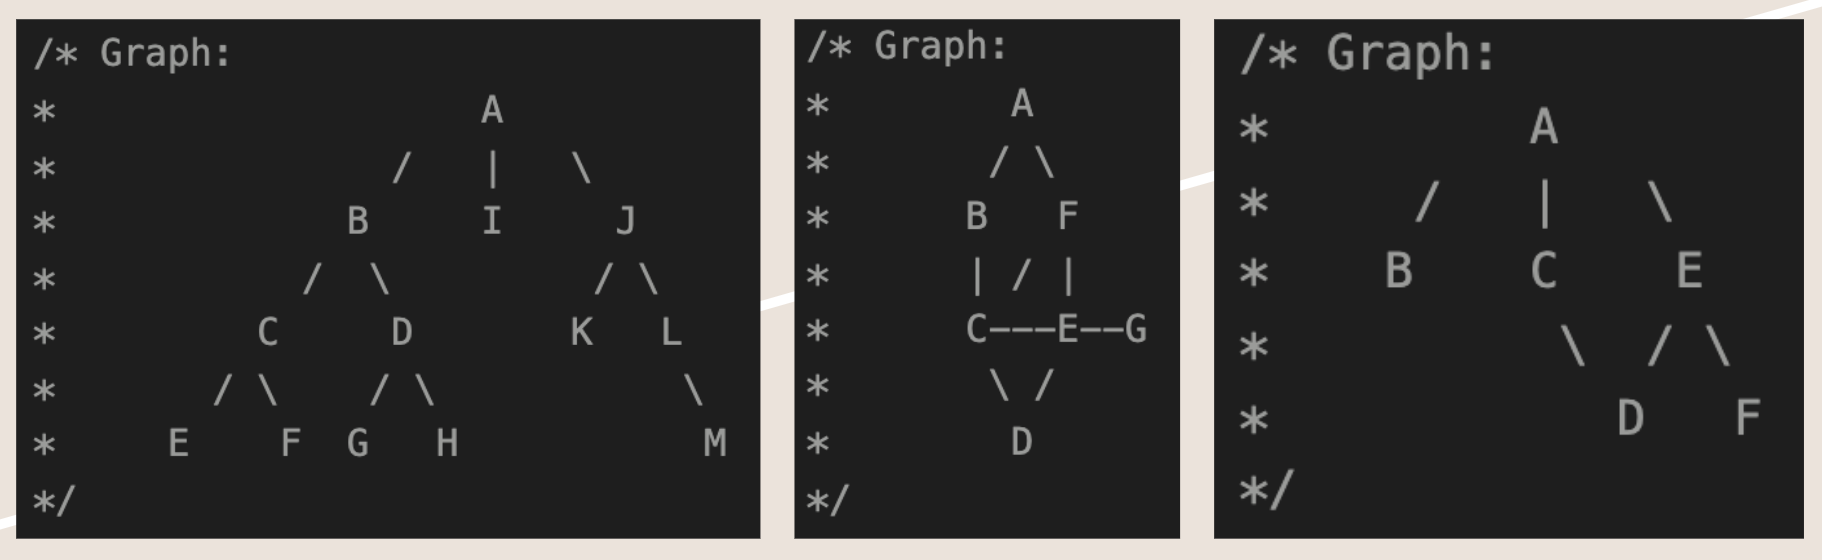 /* Graph:
*                   A
*               /   |   \
*             B     I     J
*           /  \         / \
*         C     D       K   L
*       / \    / \            \
*     E    F  G   H            M
*/
/* Graph:
*        A
*       / \
*      B   F
*      | / |
*      C---E--G
*       \ /
*        D
*/
/* Graph:
*         A
*     /   |   \
*    B    C    E
*          \  / \
*            D   F
*/